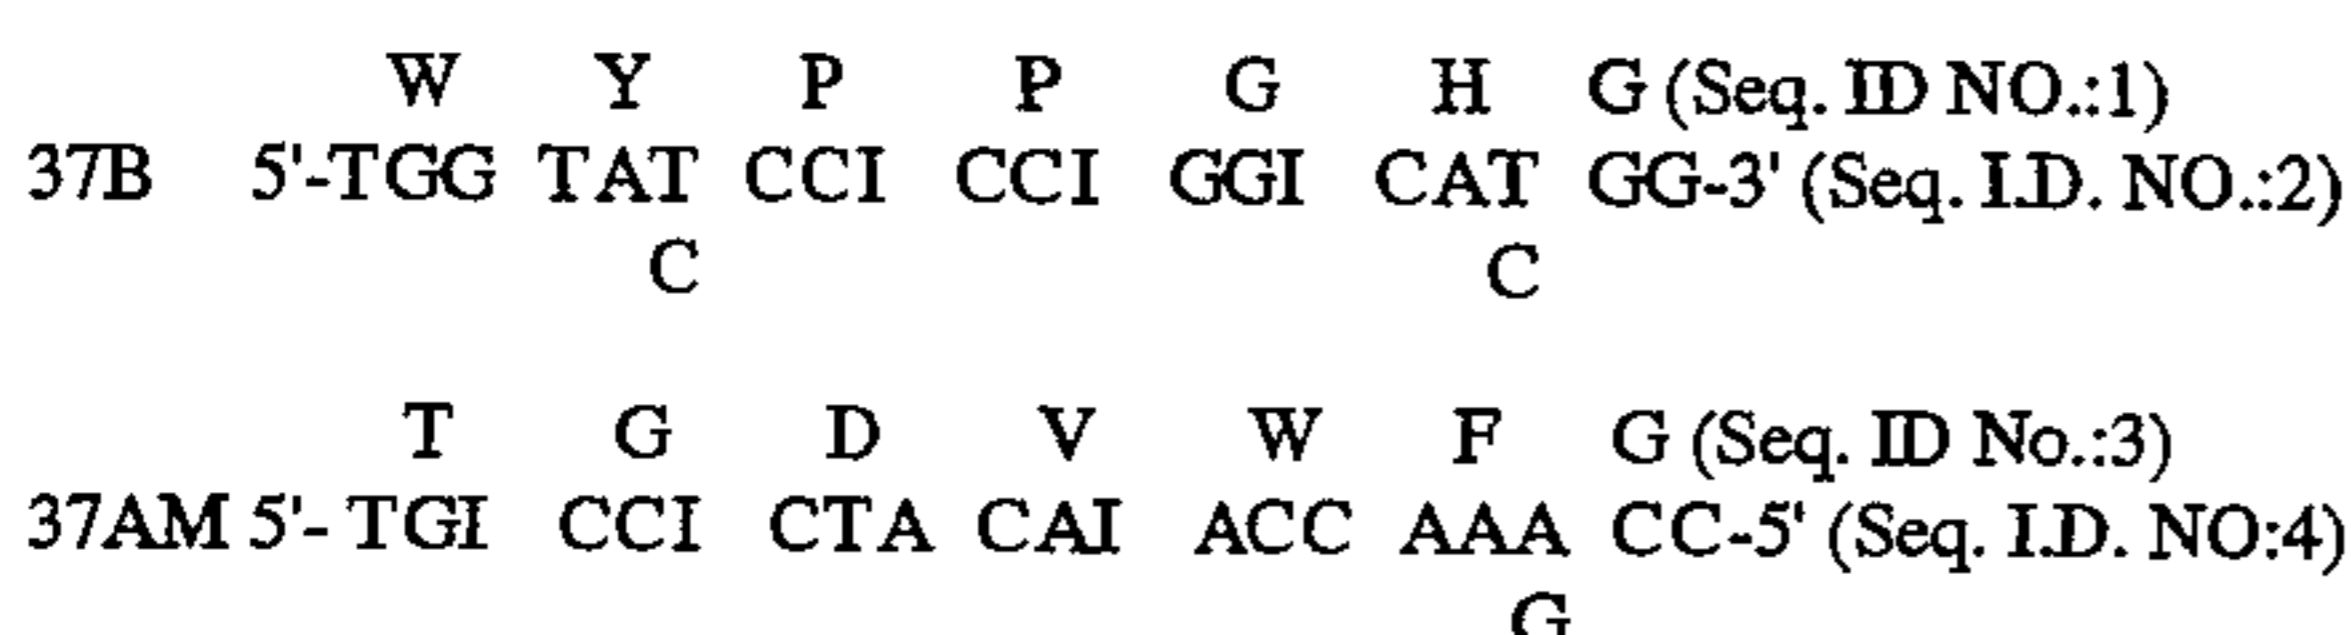 W Y P P G H G (Seq. ID NO.:1)
37B 5'-TGG TAT CCI CCI GGI CAT GG-3' (Seq. I.D. NO.:2)
C C
T G D V W F G (Seq. ID No.:3)
37AM 5'- TGI CCI CTA CAI ACC AAA CC-5' (Seq. I.D. NO:4)
G